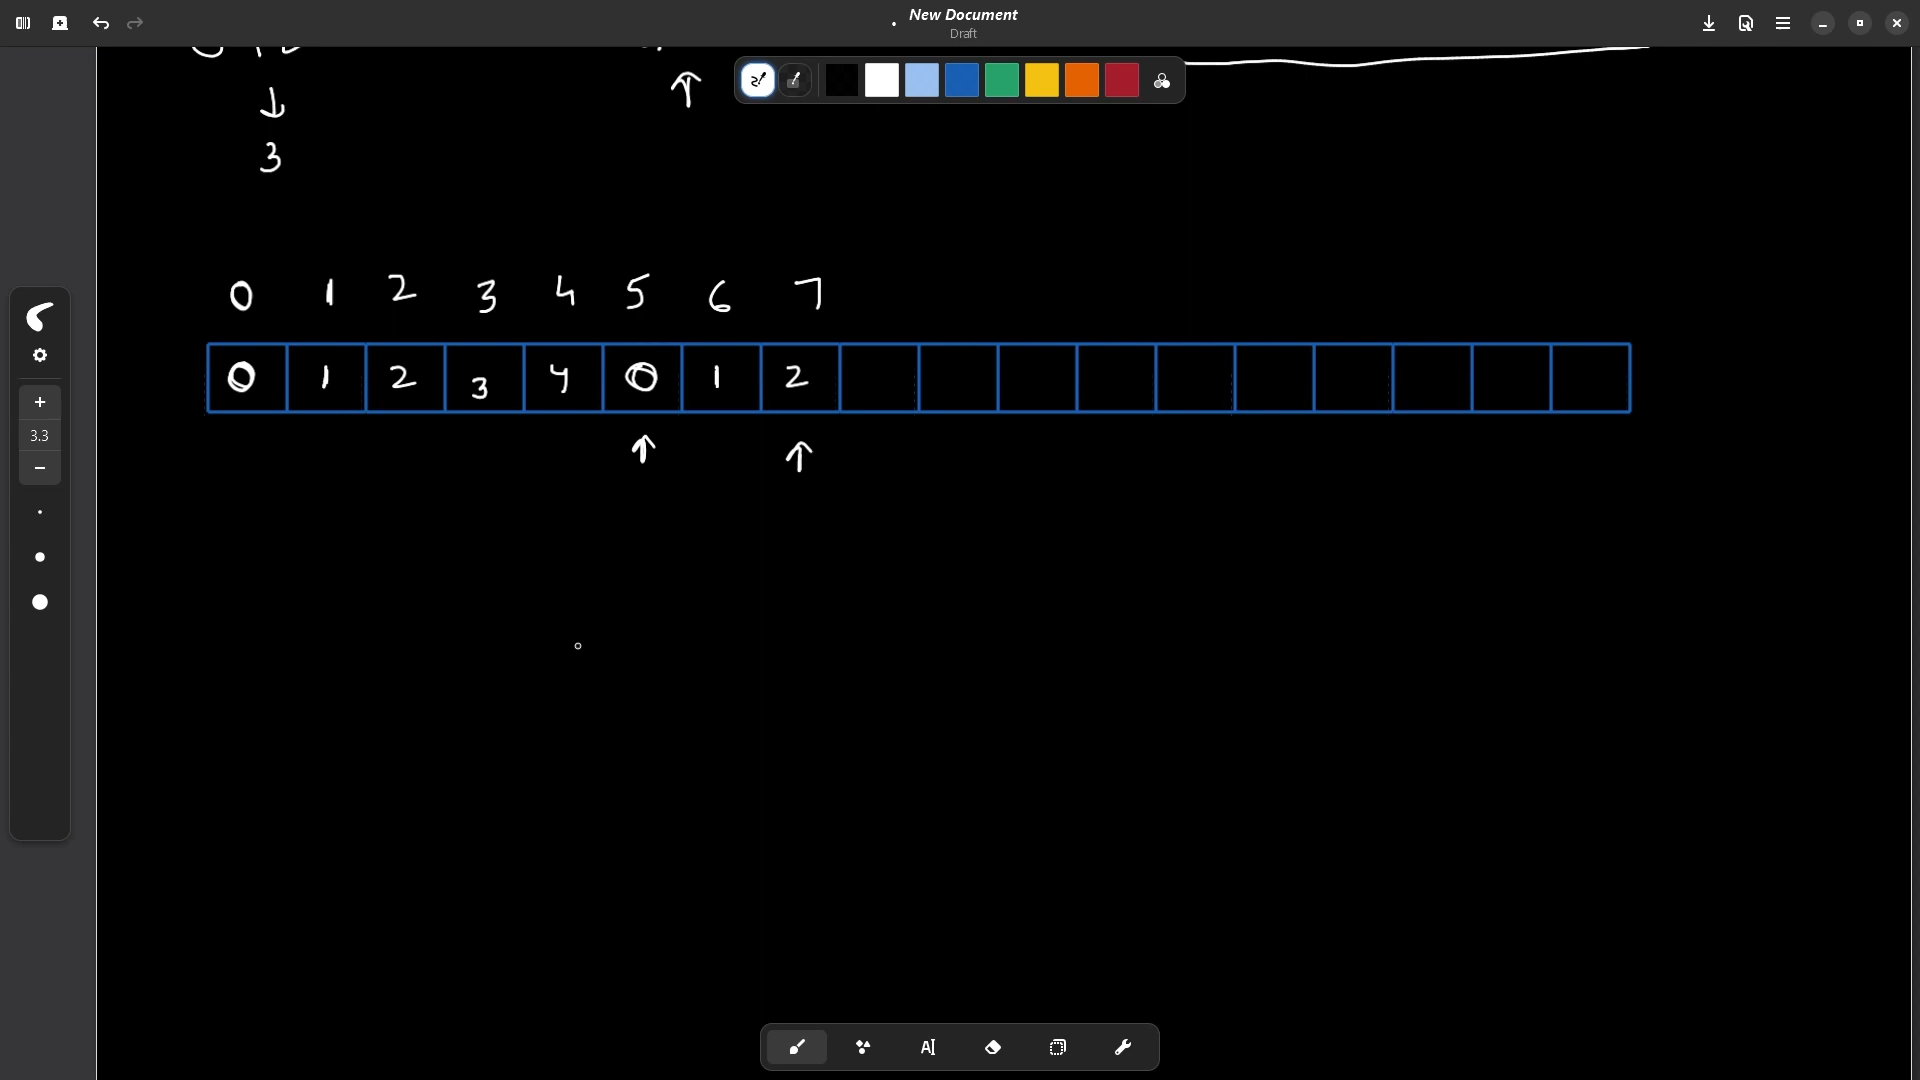 New Document
Draft
3
0 1 2 3 4 5 6 7
0 1 2 3 4 0 1 2
3.3